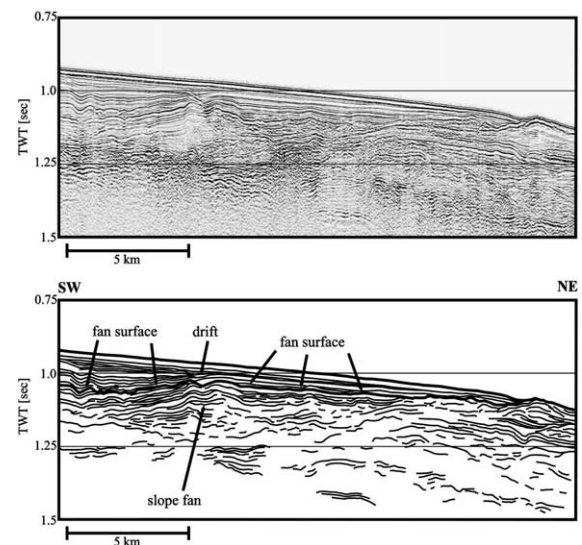 0.75
1.0
TWT [sec]
1.25
1.5
5 km
SW NE
0.75
fan surface drift fan surface
1.0
TWT [sec]
1.25
slope fan
1.5
5 km